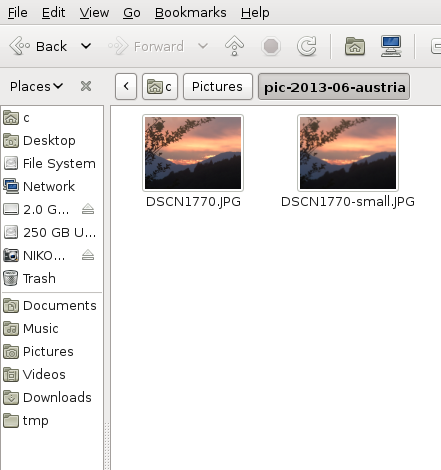 File Edit View Go Bookmarks Help
Back Forward
Places c Pictures pic-2013-06-austria
c
Desktop
File System
Network
2.0 G...
250 GB U...
NIKO...
Trash
Documents
Music
Pictures
Videos
Downloads
tmp
DSCN1770.JPG DSCN1770-small.JPG